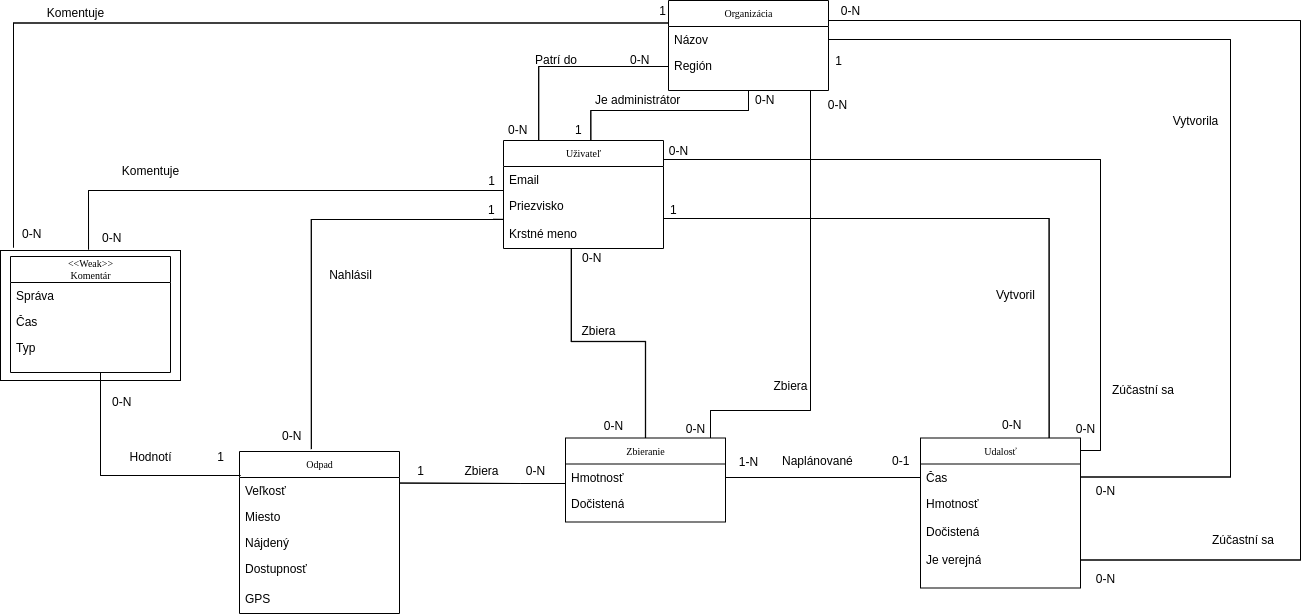 Komentuje
1
Organizácia
0-N
Názov
Región
Patrí do
0-N
1
Je administrátor
0-N
0-N
Vytvorila
0-N
1
Užívateľ
0-N
Komentuje
1
Email
Priezvisko
Krstné meno
1
1
0-N
0-N
0-N
<<Weak>>
Komentár
Správa
Čas
Typ
Nahlásil
Vytvoril
Zbiera
Zbiera
Zúčastní sa
0-N
0-N
0-N
0-N
0-N
0-N
Hodnotí
1
Odpad
Veľkosť
Miesto
Nájdený
Dostupnosť
GPS
1
Zbiera
0-N
Zbieranie
Hmotnosť
Dočistená
1-N
Naplánované
0-1
Udalosť
Čas
Hmotnosť
Dočistená
Je verejná
0-N
Zúčastní sa
0-N